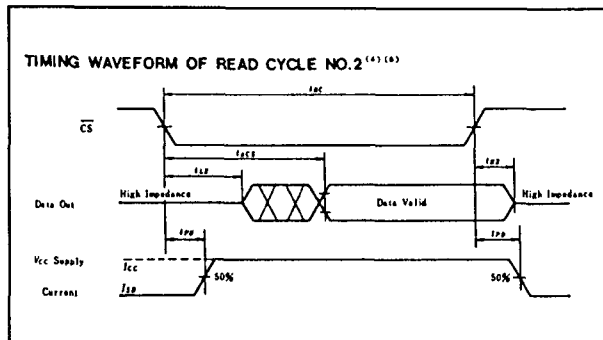 TIMING WAVEFORM OF READ CYCLE NO.2 (4) (6)
tRC
CS
tACS
tLZ
tHZ
High Impedance
High Impedance
Data Out
Data Valid
tPU
tPD
Vcc Supply
ICC
50%
50%
Current
ISB